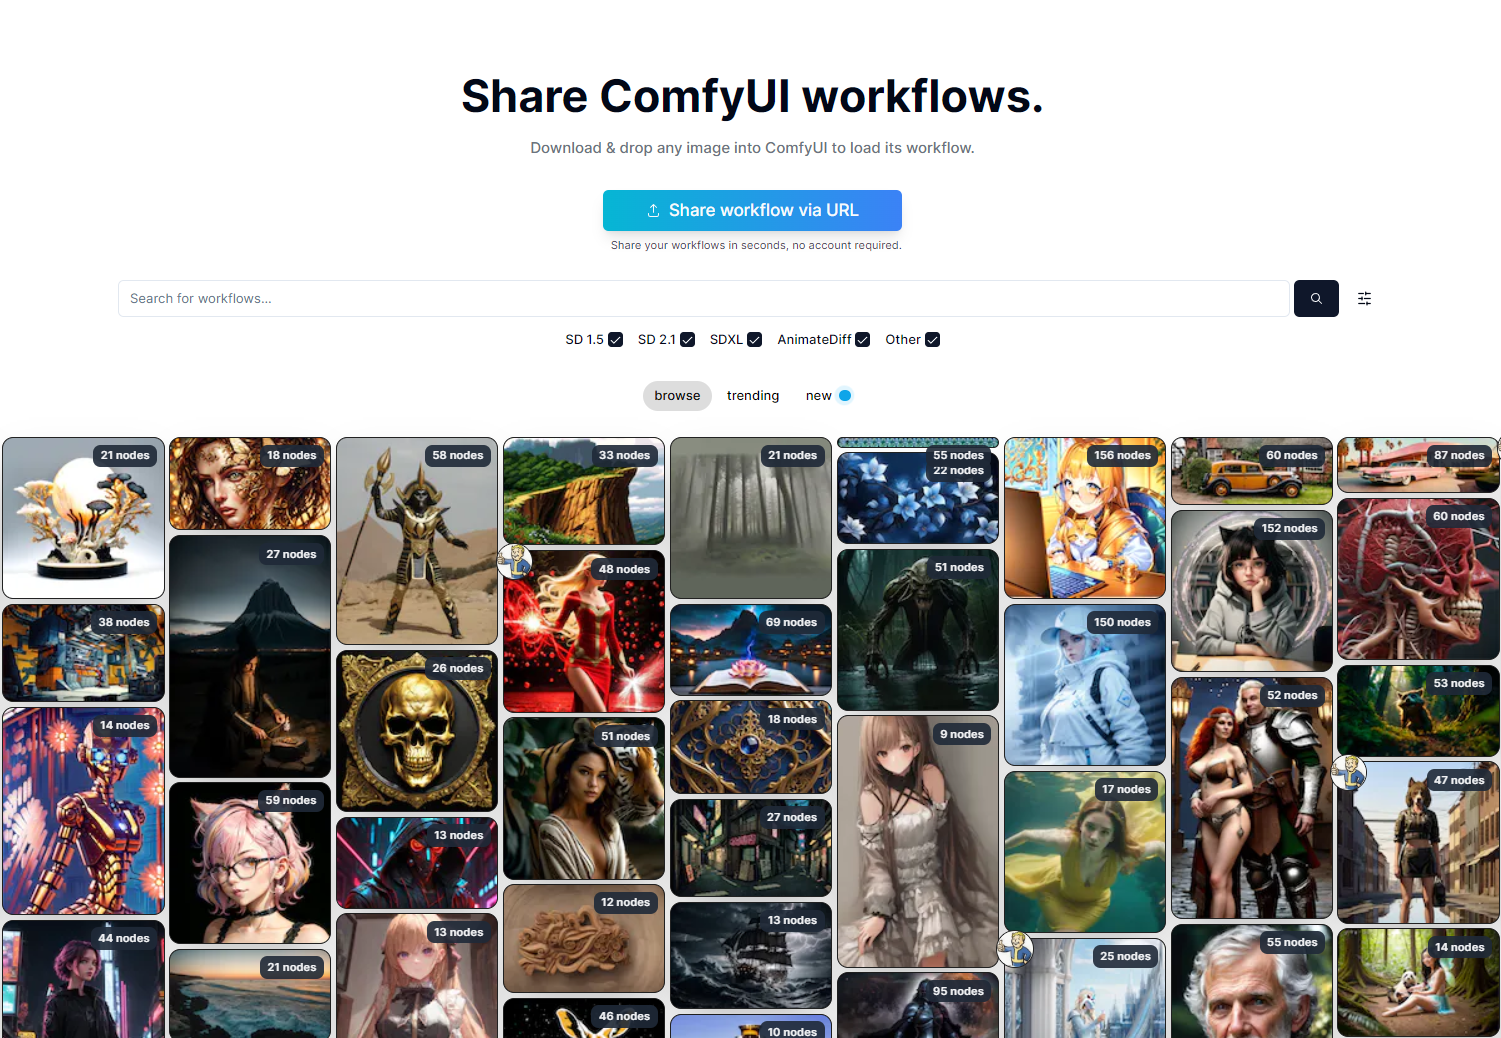 Share ComfyUI workflows.
Download & drop any image into ComfyUI to load its workflow.
Share workflow via URL
Share your workflows in seconds, no account required.
Search for workflows...
SD 1.5
SD 2.1
SDXL
AnimateDiff
Other
browse
trending
new
21 nodes
38 nodes
14 nodes
44 nodes
18 nodes
27 nodes
59 nodes
21 nodes
58 nodes
26 nodes
13 nodes
13 nodes
33 nodes
48 nodes
51 nodes
12 nodes
46 nodes
21 nodes
69 nodes
18 nodes
27 nodes
13 nodes
10 nodes
55 nodes
22 nodes
51 nodes
9 nodes
95 nodes
156 nodes
150 nodes
17 nodes
25 nodes
60 nodes
152 nodes
52 nodes
55 nodes
87 nodes
60 nodes
53 nodes
47 nodes
14 nodes